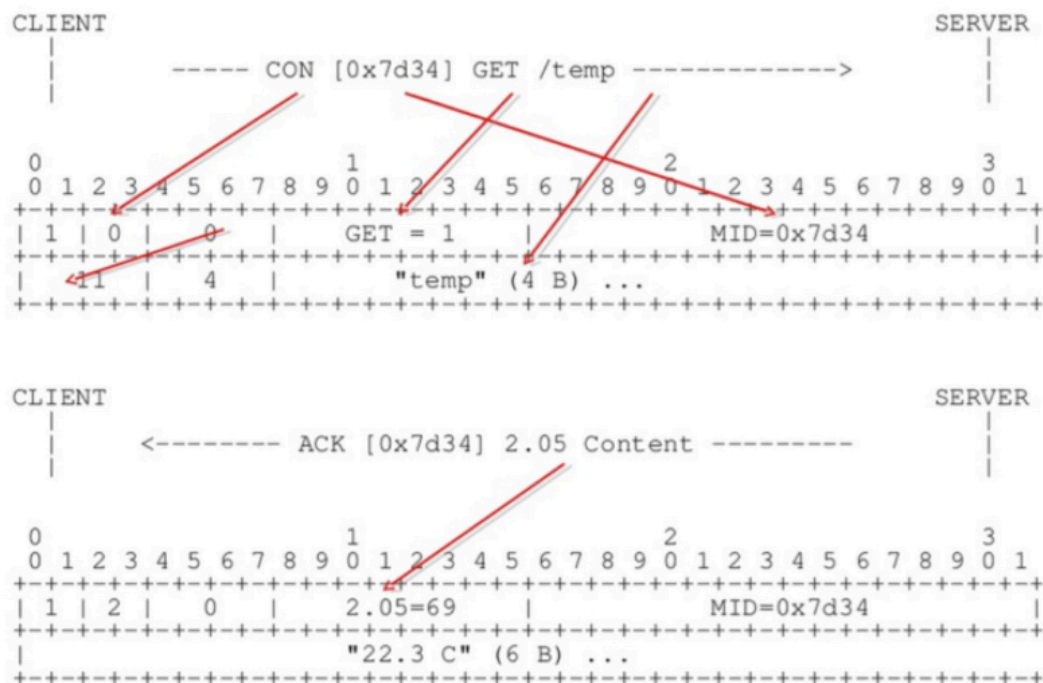 CLIENT SERVER
| |
| ----- CON [0x7d34] GET /temp -------------> |
| |
0 1 2 3
0 1 2 3 4 5 6 7 8 9 0 1 2 3 4 5 6 7 8 9 0 1 2 3 4 5 6 7 8 9 0 1
+-+-+-+-+-+-+-+-+-+-+-+-+-+-+-+-+-+-+-+-+-+-+-+-+-+-+-+-+-+-+-+-+
| 1 | 0 | 0 | GET = 1 | MID=0x7d34 |
+-+-+-+-+-+-+-+-+-+-+-+-+-+-+-+-+-+-+-+-+-+-+-+-+-+-+-+-+-+-+-+-+
| 11 | 4 | "temp" (4 B) ...
+-+-+-+-+-+-+-+-+-+-+-+-+-+-+-+-+-+-+-+-+-+-+-+-+-+-+-+-+-+-+-+-+
CLIENT SERVER
| |
| <-------- ACK [0x7d34] 2.05 Content --------- |
| |
0 1 2 3
0 1 2 3 4 5 6 7 8 9 0 1 2 3 4 5 6 7 8 9 0 1 2 3 4 5 6 7 8 9 0 1
+-+-+-+-+-+-+-+-+-+-+-+-+-+-+-+-+-+-+-+-+-+-+-+-+-+-+-+-+-+-+-+-+
| 1 | 2 | 0 | 2.05=69 | MID=0x7d34 |
+-+-+-+-+-+-+-+-+-+-+-+-+-+-+-+-+-+-+-+-+-+-+-+-+-+-+-+-+-+-+-+-+
| "22.3 C" (6 B) ...
+-+-+-+-+-+-+-+-+-+-+-+-+-+-+-+-+-+-+-+-+-+-+-+-+-+-+-+-+-+-+-+-+